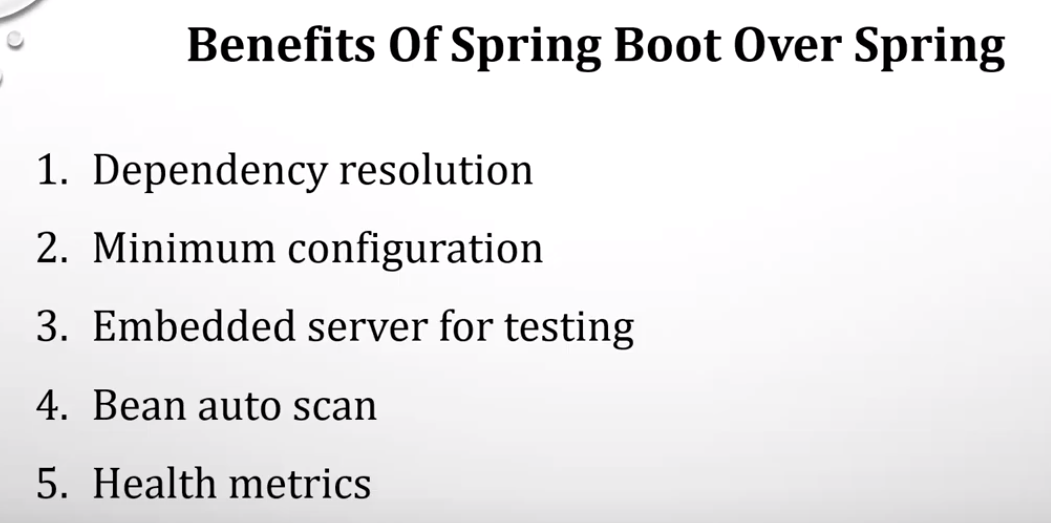 Benefits Of Spring Boot Over Spring
1. Dependency resolution
2. Minimum configuration
3. Embedded server for testing
4. Bean auto scan
5. Health metrics